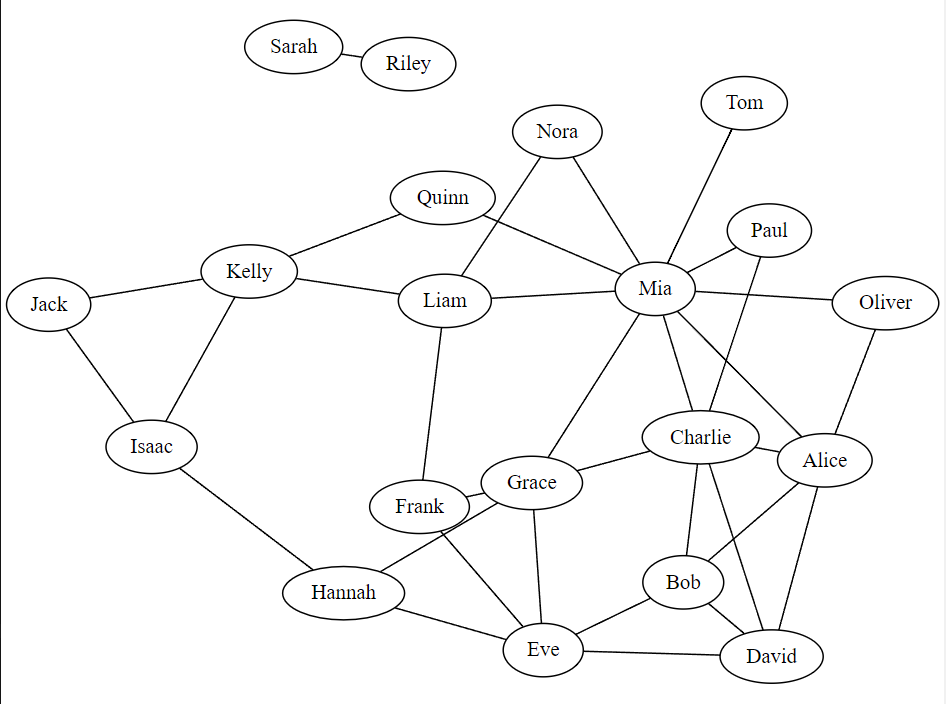 Sarah
Riley
Tom
Nora
Quinn
Paul
Kelly
Mia
Jack
Liam
Oliver
Charlie
Isaac
Alice
Grace
Frank
Bob
Hannah
Eve
David